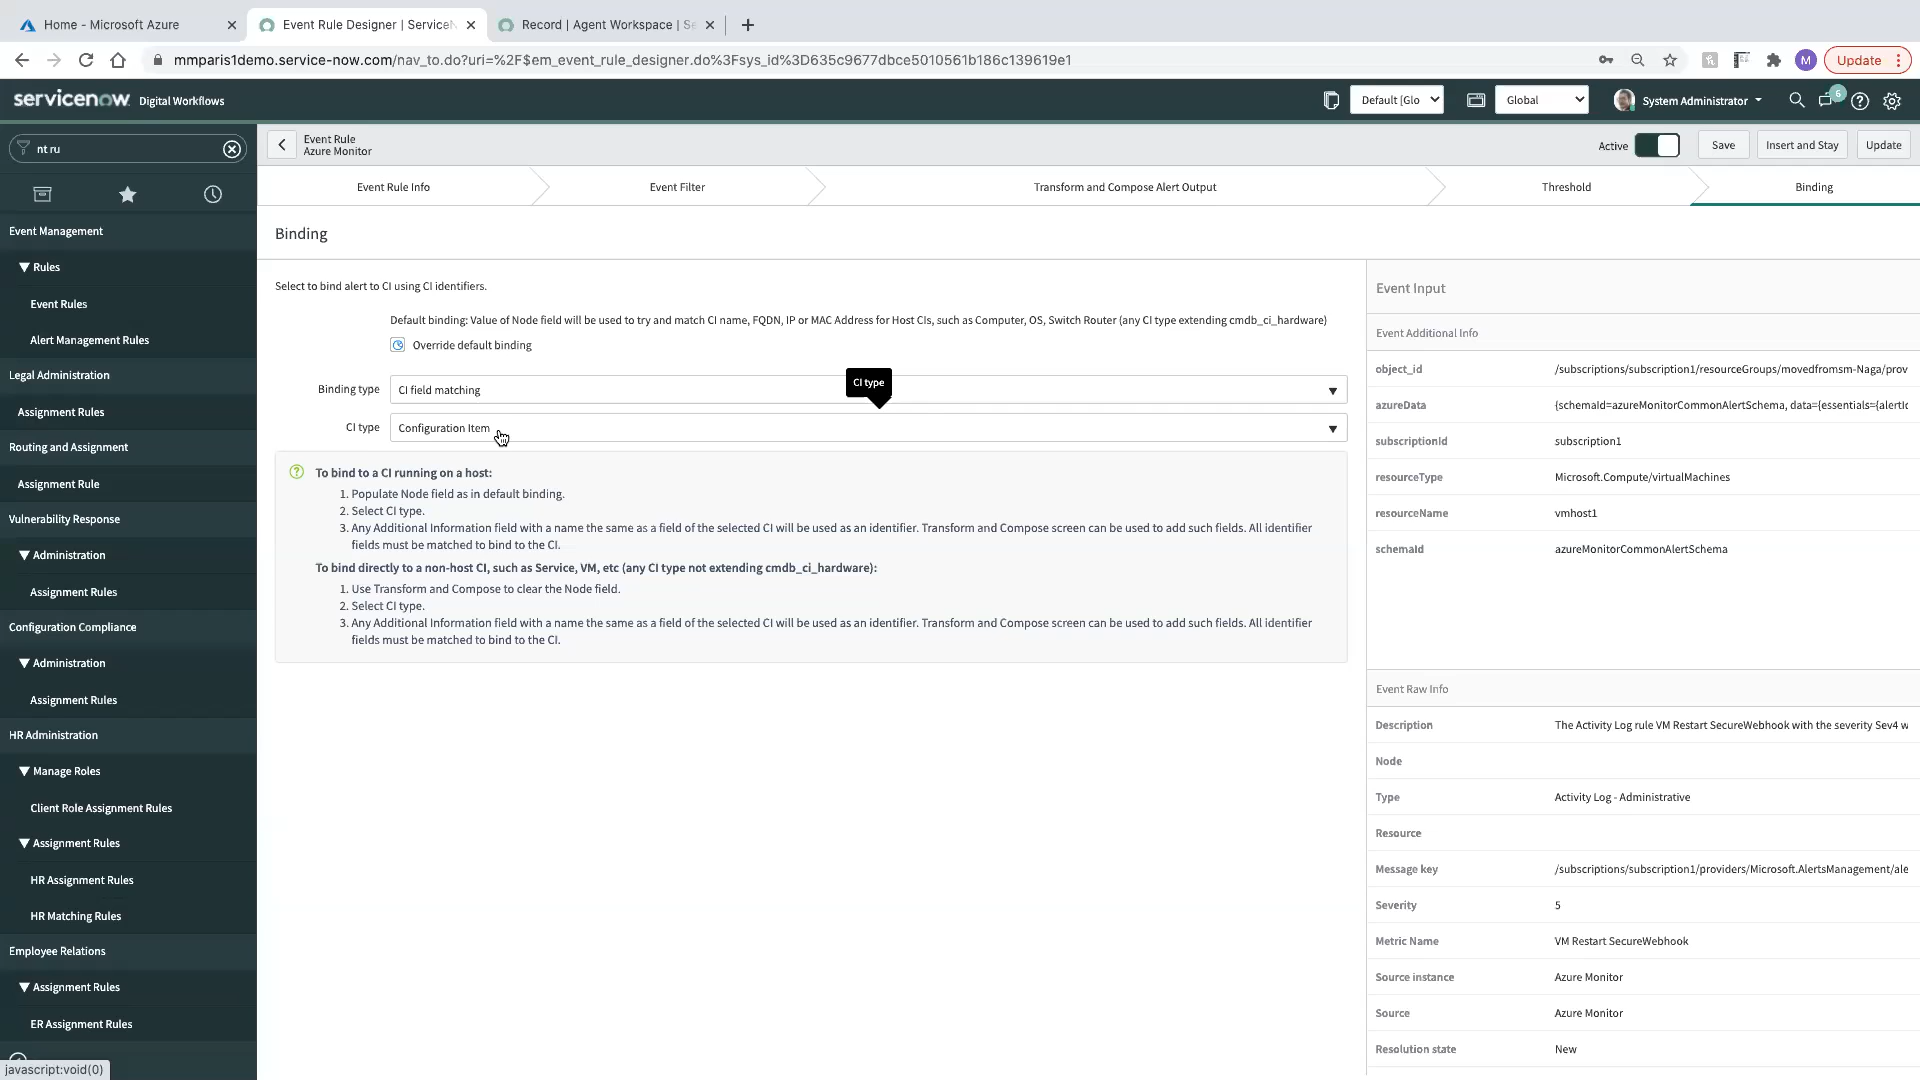 Home - Microsoft Azure
Event Rule Designer | ServiceN
Record | Agent Workspace | Se
mmparis1demo.service-now.com/nav_to.do?uri=%2F$em_event_rule_designer.do%3Fsys_id%3D635c9677dbce5010561b186c139619e1
M
Update
servicenow
Digital Workflows
Default [Glo
Global
System Administrator
6
nt ru
Event Rule
Azure Monitor
Active
Save
Insert and Stay
Update
Event Rule Info
Event Filter
Transform and Compose Alert Output
Threshold
Binding
Event Management
Rules
Event Rules
Alert Management Rules
Legal Administration
Assignment Rules
Routing and Assignment
Assignment Rule
Vulnerability Response
Administration
Assignment Rules
Configuration Compliance
Administration
Assignment Rules
HR Administration
Manage Roles
Client Role Assignment Rules
Assignment Rules
HR Assignment Rules
HR Matching Rules
Employee Relations
Assignment Rules
ER Assignment Rules
javascript:void(0)
Binding
Select to bind alert to CI using CI identifiers.
Default binding: Value of Node field will be used to try and match CI name, FQDN, IP or MAC Address for Host CIs, such as Computer, OS, Switch Router (any CI type extending cmdb_ci_hardware)
Override default binding
Binding type
CI field matching
CI type
CI type
Configuration Item
To bind to a CI running on a host:
1. Populate Node field as in default binding.
2. Select CI type.
3. Any Additional Information field with a name the same as a field of the selected CI will be used as an identifier. Transform and Compose screen can be used to add such fields. All identifier
fields must be matched to bind to the CI.
To bind directly to a non-host CI, such as Service, VM, etc (any CI type not extending cmdb_ci_hardware):
1. Use Transform and Compose to clear the Node field.
2. Select CI type.
3. Any Additional Information field with a name the same as a field of the selected CI will be used as an identifier. Transform and Compose screen can be used to add such fields. All identifier
fields must be matched to bind to the CI.
Event Input
Event Additional Info
object_id /subscriptions/subscription1/resourceGroups/movedfromsm-Naga/prov
azureData {schemaId=azureMonitorCommonAlertSchema, data={essentials={alertId
subscriptionId subscription1
resourceType Microsoft.Compute/virtualMachines
resourceName vmhost1
schemaId azureMonitorCommonAlertSchema
Event Raw Info
Description The Activity Log rule VM Restart SecureWebhook with the severity Sev4 w
Node
Type Activity Log - Administrative
Resource
Message key /subscriptions/subscription1/providers/Microsoft.AlertsManagement/ale
Severity 5
Metric Name VM Restart SecureWebhook
Source instance Azure Monitor
Source Azure Monitor
Resolution state New